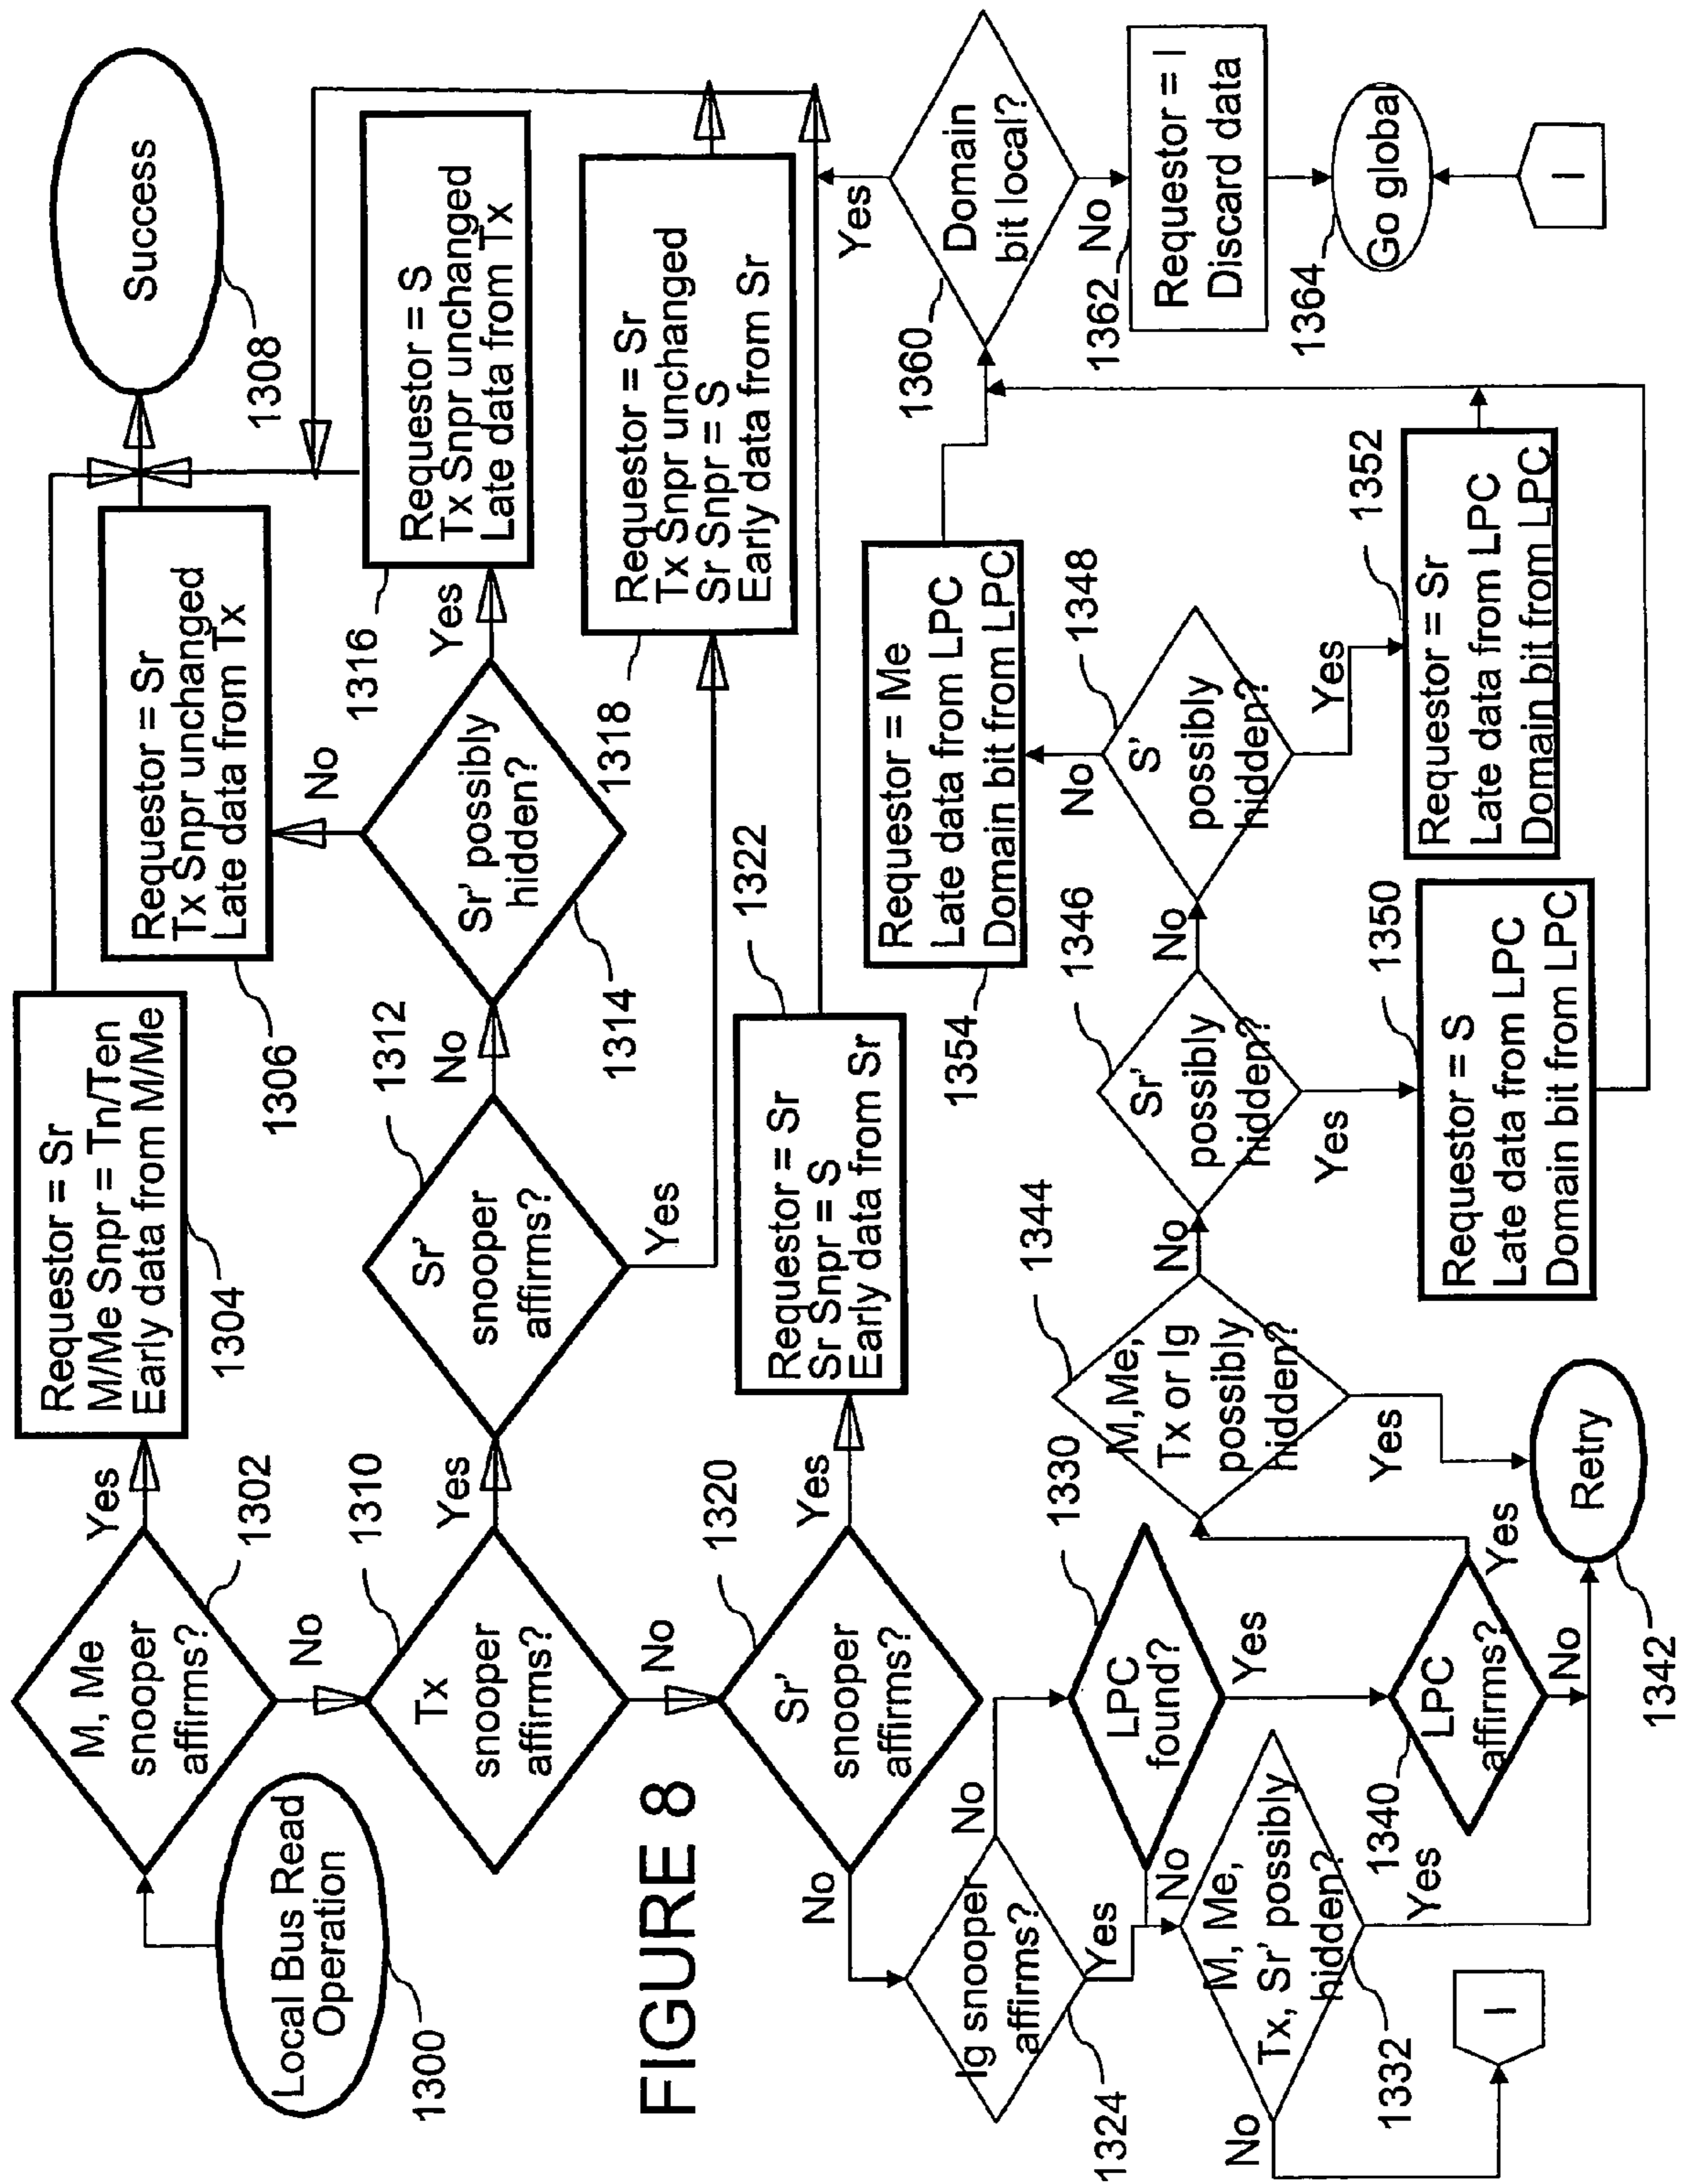 Local Bus Read
Operation
1300
M, Me
snooper
affirms?
1302
Yes
No
Requestor = Sr
M/Me Snpr = Tn/Ten
Early data from M/Me
1304
Requestor = Sr
Tx Snpr unchanged
Late data from Tx
1306
Success
1308
Tx
snooper
affirms?
1310
Yes
No
Sr'
snooper
affirms?
1312
No
Yes
Sr' possibly
hidden?
1314
No
Yes
Requestor = S
Tx Snpr unchanged
Late data from Tx
1316
Requestor = Sr
Tx Snpr unchanged
Sr Snpr = S
Early data from Sr
1318
Sr'
snooper
affirms?
1320
Yes
No
Requestor = Sr
Sr Snpr = S
Early data from Sr
1322
FIGURE 8
Ig snooper
affirms?
1324
No
Yes
LPC
found?
1330
No
Yes
M, Me,
Tx, Sr' possibly
hidden?
1332
No
Yes
I
LPC
affirms?
1340
Yes
No
Retry
1342
M,Me,
Tx or Ig
possibly
hidden?
1344
No
Yes
Sr'
possibly
hidden?
1346
No
Yes
S'
possibly
hidden?
1348
No
Yes
Requestor = S
Late data from LPC
Domain bit from LPC
1350
Requestor = Sr
Late data from LPC
Domain bit from LPC
1352
Requestor = Me
Late data from LPC
Domain bit from LPC
1354
Domain
bit local?
1360
Yes
No
Requestor = I
Discard data
1362
Go global
1364
I